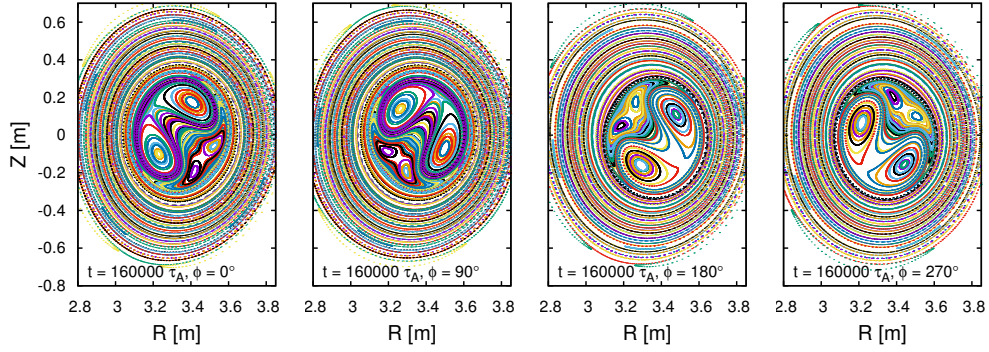 0.6
0.4
0.2
0
-0.2
-0.4
-0.6
-0.8
Z [m]
t = 160000 τA, ϕ = 0°
t = 160000 τA, ϕ = 90°
t = 160000 τA, ϕ = 180°
t = 160000 τA, ϕ = 270°
2.8 3 3.2 3.4 3.6 3.8
2.8 3 3.2 3.4 3.6 3.8
2.8 3 3.2 3.4 3.6 3.8
2.8 3 3.2 3.4 3.6 3.8
R [m]
R [m]
R [m]
R [m]